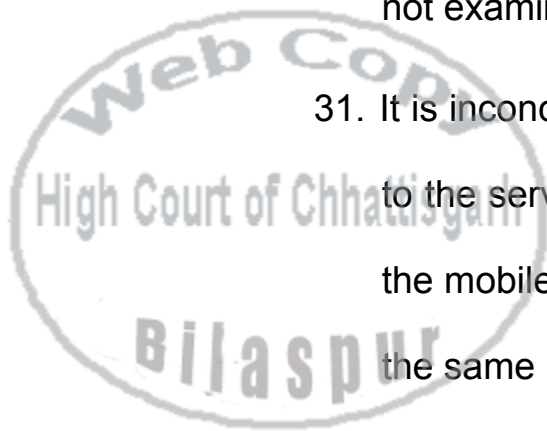 not examin
Web Copy
31. It is incond
High Court of Chhattisgarh
to the serv
the mobile
Bilaspur
the same